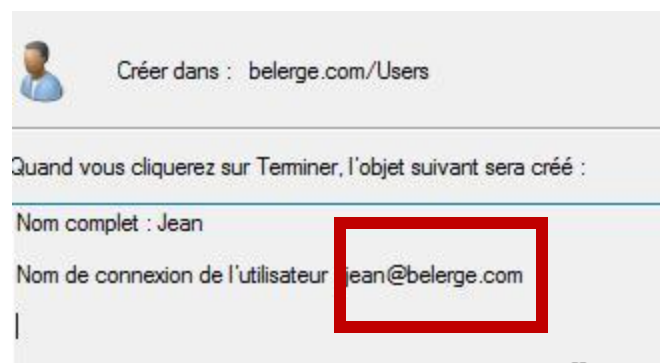 Créer dans : belerge.com/Users
Quand vous cliquerez sur Terminer, l'objet suivant sera créé :
Nom complet : Jean
Nom de connexion de l'utilisateur : jean@belerge.com